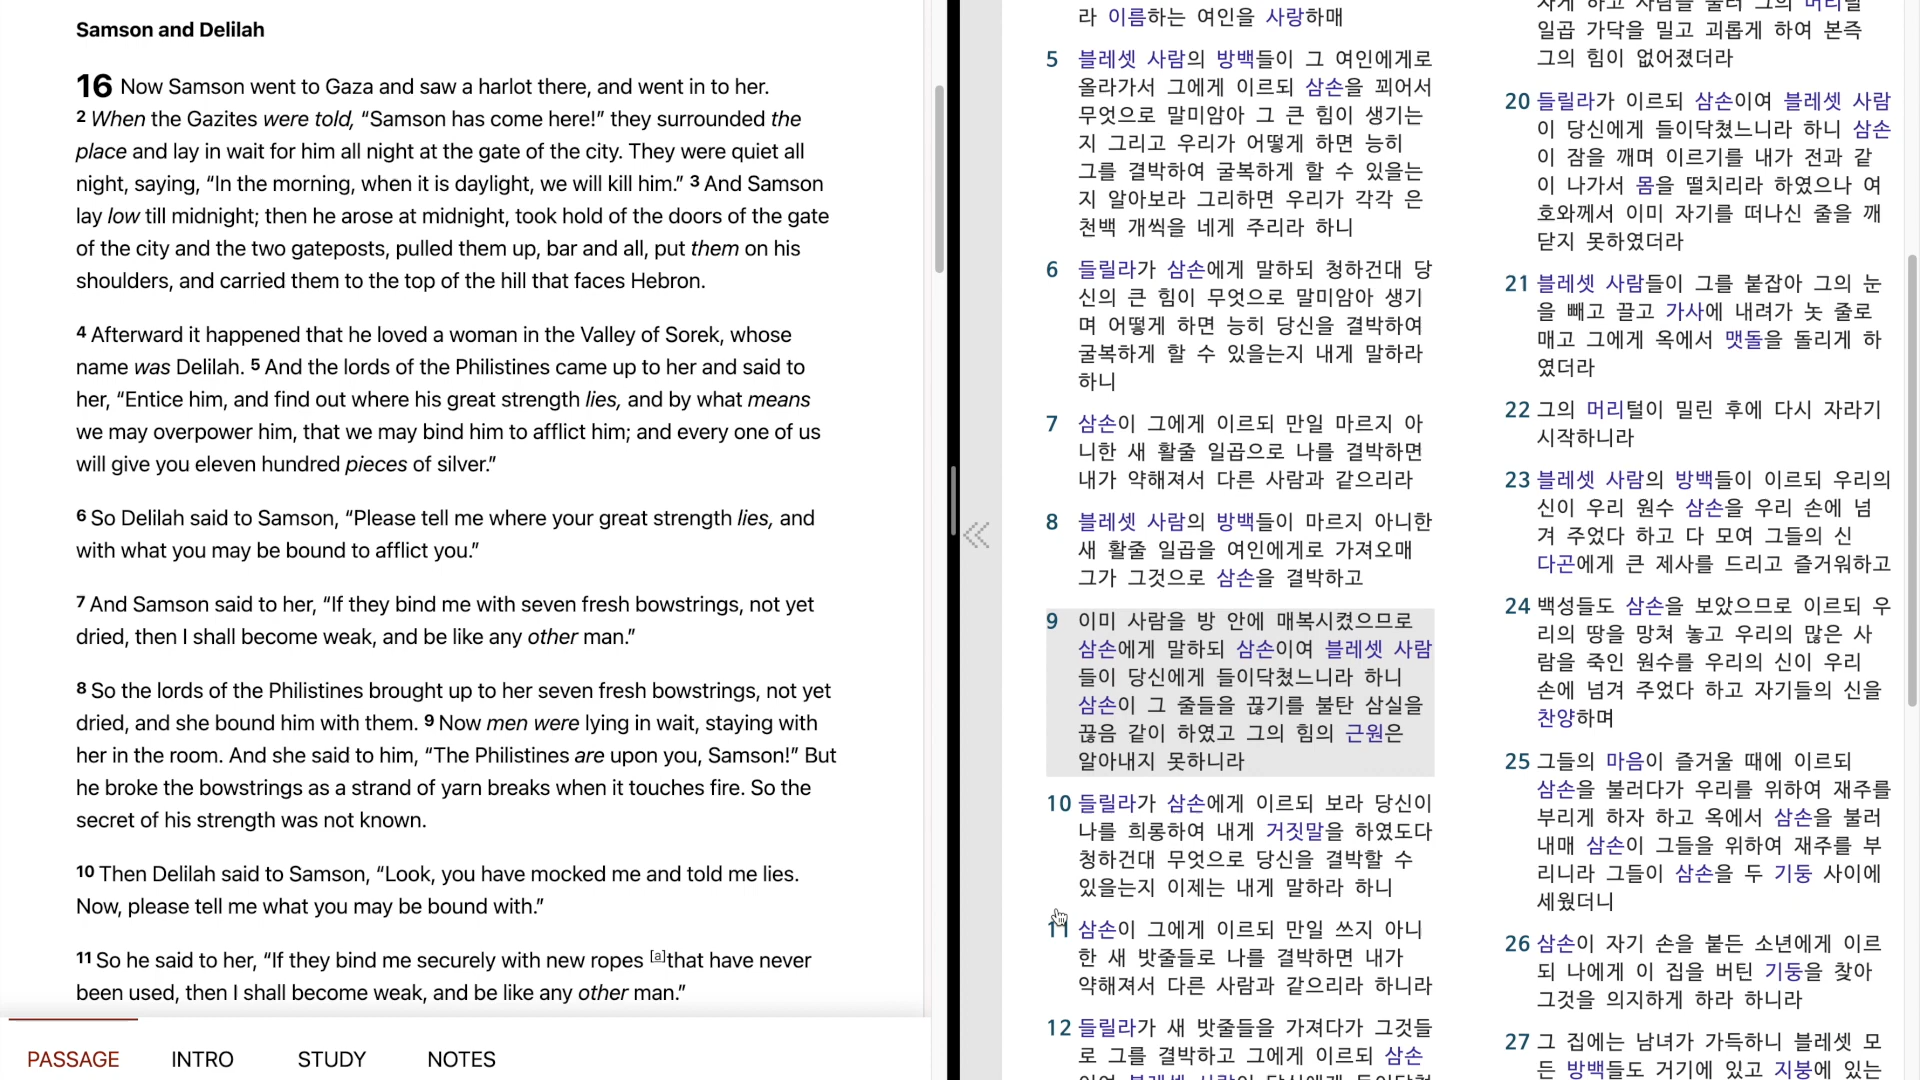 Samson and Delilah
16 Now Samson went to Gaza and saw a harlot there, and went in to her.
2 When the Gazites were told, “Samson has come here!” they surrounded the
place and lay in wait for him all night at the gate of the city. They were quiet all
night, saying, “In the morning, when it is daylight, we will kill him.” 3 And Samson
lay low till midnight; then he arose at midnight, took hold of the doors of the gate
of the city and the two gateposts, pulled them up, bar and all, put them on his
shoulders, and carried them to the top of the hill that faces Hebron.
4 Afterward it happened that he loved a woman in the Valley of Sorek, whose
name was Delilah. 5 And the lords of the Philistines came up to her and said to
her, “Entice him, and find out where his great strength lies, and by what means
we may overpower him, that we may bind him to afflict him; and every one of us
will give you eleven hundred pieces of silver.”
6 So Delilah said to Samson, “Please tell me where your great strength lies, and
with what you may be bound to afflict you.”
7 And Samson said to her, “If they bind me with seven fresh bowstrings, not yet
dried, then I shall become weak, and be like any other man.”
8 So the lords of the Philistines brought up to her seven fresh bowstrings, not yet
dried, and she bound him with them. 9 Now men were lying in wait, staying with
her in the room. And she said to him, “The Philistines are upon you, Samson!” But
he broke the bowstrings as a strand of yarn breaks when it touches fire. So the
secret of his strength was not known.
10 Then Delilah said to Samson, “Look, you have mocked me and told me lies.
Now, please tell me what you may be bound with.”
11 So he said to her, “If they bind me securely with new ropes [a]that have never
been used, then I shall become weak, and be like any other man.”
PASSAGE INTRO STUDY NOTES
라 이름하는 여인을 사랑하매
5 블레셋 사람의 방백들이 그 여인에게로
올라가서 그에게 이르되 삼손을 꾀어서
무엇으로 말미암아 그 큰 힘이 생기는
지 그리고 우리가 어떻게 하면 능히
그를 결박하여 굴복하게 할 수 있을는
지 알아보라 그리하면 우리가 각각 은
천백 개씩을 네게 주리라 하니
6 들릴라가 삼손에게 말하되 청하건대 당
신의 큰 힘이 무엇으로 말미암아 생기
며 어떻게 하면 능히 당신을 결박하여
굴복하게 할 수 있을는지 내게 말하라
하니
7 삼손이 그에게 이르되 만일 마르지 아
니한 새 활줄 일곱으로 나를 결박하면
내가 약해져서 다른 사람과 같으리라
8 블레셋 사람의 방백들이 마르지 아니한
새 활줄 일곱을 여인에게로 가져오매
그가 그것으로 삼손을 결박하고
9 이미 사람을 방 안에 매복시켰으므로
삼손에게 말하되 삼손이여 블레셋 사람
들이 당신에게 들이닥쳤느니라 하니
삼손이 그 줄들을 끊기를 불탄 삼실을
끊음 같이 하였고 그의 힘의 근원은
알아내지 못하니라
10 들릴라가 삼손에게 이르되 보라 당신이
나를 희롱하여 내게 거짓말을 하였도다
청하건대 무엇으로 당신을 결박할 수
있을는지 이제는 내게 말하라 하니
11 삼손이 그에게 이르되 만일 쓰지 아니
한 새 밧줄들로 나를 결박하면 내가
약해져서 다른 사람과 같으리라 하니라
12 들릴라가 새 밧줄들을 가져다가 그것들
로 그를 결박하고 그에게 이르되 삼손
일곱 가닥을 밀고 괴롭게 하여 본즉
그의 힘이 없어졌더라
20 들릴라가 이르되 삼손이여 블레셋 사람
이 당신에게 들이닥쳤느니라 하니 삼손
이 잠을 깨며 이르기를 내가 전과 같
이 나가서 몸을 떨치리라 하였으나 여
호와께서 이미 자기를 떠나신 줄을 깨
닫지 못하였더라
21 블레셋 사람들이 그를 붙잡아 그의 눈
을 빼고 끌고 가사에 내려가 놋 줄로
매고 그에게 옥에서 맷돌을 돌리게 하
였더라
22 그의 머리털이 밀린 후에 다시 자라기
시작하니라
23 블레셋 사람의 방백들이 이르되 우리의
신이 우리 원수 삼손을 우리 손에 넘
겨 주었다 하고 다 모여 그들의 신
다곤에게 큰 제사를 드리고 즐거워하고
24 백성들도 삼손을 보았으므로 이르되 우
리의 땅을 망쳐 놓고 우리의 많은 사
람을 죽인 원수를 우리의 신이 우리
손에 넘겨 주었다 하고 자기들의 신을
찬양하며
25 그들의 마음이 즐거울 때에 이르되
삼손을 불러다가 우리를 위하여 재주를
부리게 하자 하고 옥에서 삼손을 불러
내매 삼손이 그들을 위하여 재주를 부
리니라 그들이 삼손을 두 기둥 사이에
세웠더니
26 삼손이 자기 손을 붙든 소년에게 이르
되 나에게 이 집을 버틴 기둥을 찾아
그것을 의지하게 하라 하니라
27 그 집에는 남녀가 가득하니 블레셋 모
든 방백들도 거기에 있고 지붕에 있는